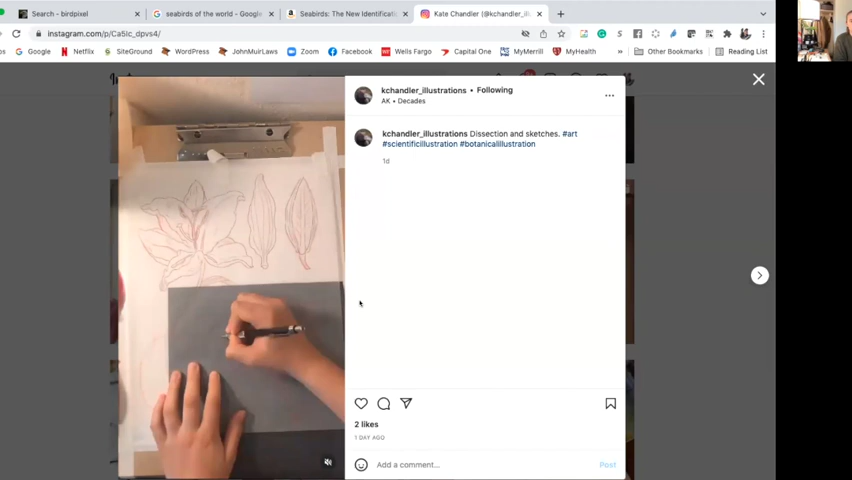 Search - birdpixel
seabirds of the world - Google
Seabirds: The New Identificati
Kate Chandler (@kchandler_ill
instagram.com/p/Ca5lc_dpvs4/
Google
Netflix
SiteGround
WordPress
JohnMuirLaws
Zoom
Facebook
Wells Fargo
Capital One
MyMerrill
MyHealth
Other Bookmarks
Reading List
kchandler_illustrations • Following
AK • Decades
kchandler_illustrations Dissection and sketches. #art
#scientificillustration #botanicalillustration
1d
2 likes
1 DAY AGO
Add a comment...
Post